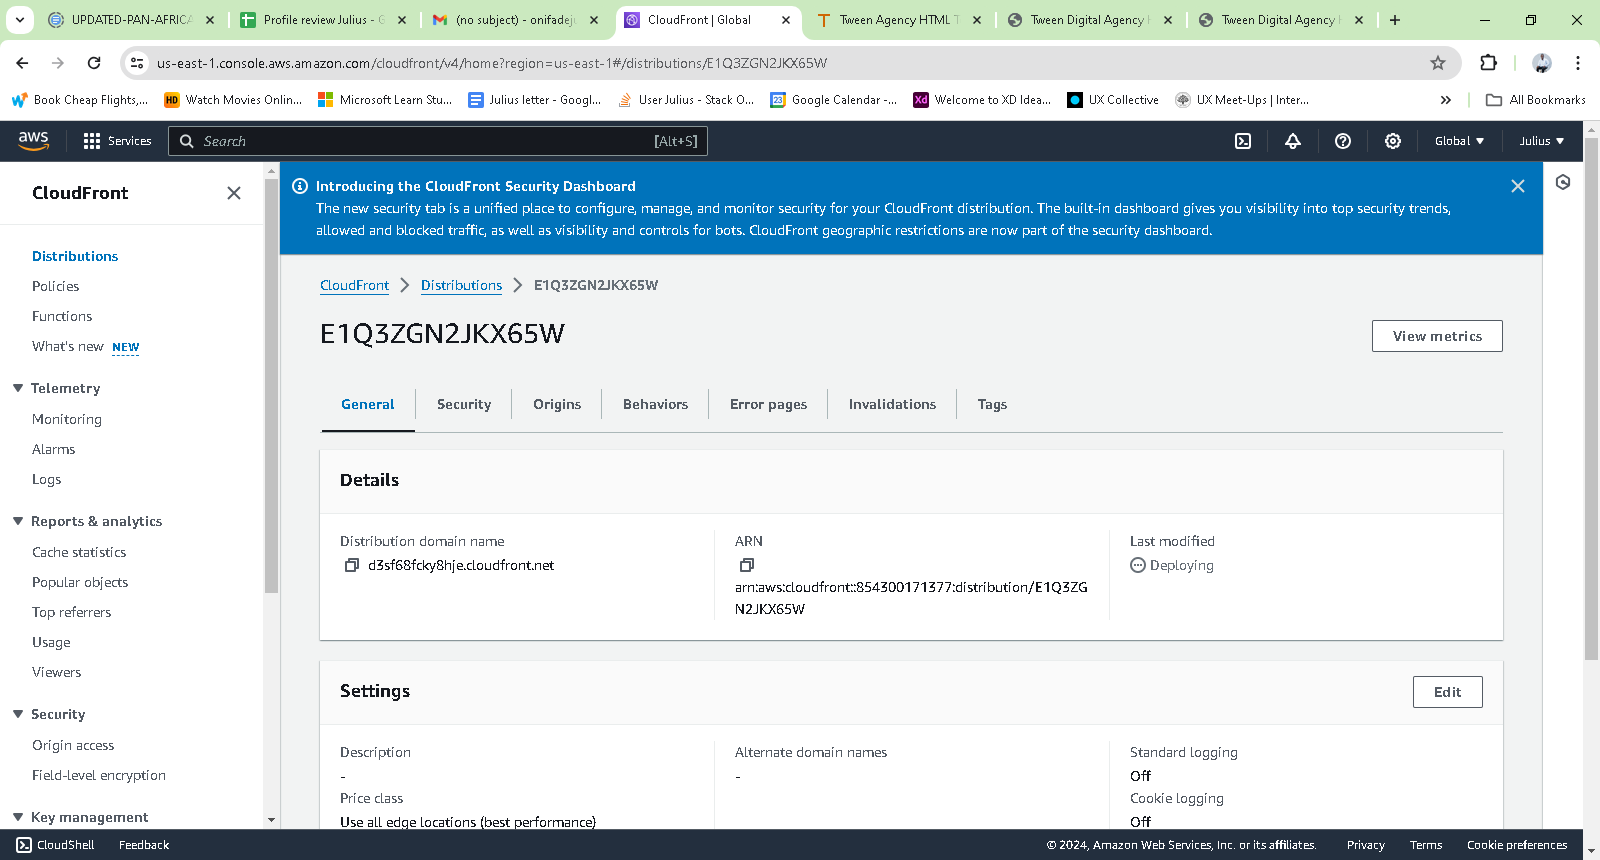 UPDATED-PAN-AFRICA
Profile review Julius - G
(no subject) - onifadeju
CloudFront | Global
Tween Agency HTML T
Tween Digital Agency H
Tween Digital Agency H
us-east-1.console.aws.amazon.com/cloudfront/v4/home?region=us-east-1#/distributions/E1Q3ZGN2JKX65W
Book Cheap Flights,...
HD Watch Movies Onlin...
Microsoft Learn Stu...
Julius letter - Googl...
User Julius - Stack O...
23 Google Calendar -...
Xd Welcome to XD Idea...
UX Collective
UX Meet-Ups | Inter...
All Bookmarks
aws
Services
Search
[Alt+S]
Global
Julius
CloudFront
Distributions
Policies
Functions
What's new NEW
Telemetry
Monitoring
Alarms
Logs
Reports & analytics
Cache statistics
Popular objects
Top referrers
Usage
Viewers
Security
Origin access
Field-level encryption
Key management
Introducing the CloudFront Security Dashboard
The new security tab is a unified place to configure, manage, and monitor security for your CloudFront distribution. The built-in dashboard gives you visibility into top security trends,
allowed and blocked traffic, as well as visibility and controls for bots. CloudFront geographic restrictions are now part of the security dashboard.
CloudFront > Distributions > E1Q3ZGN2JKX65W
E1Q3ZGN2JKX65W
View metrics
General
Security
Origins
Behaviors
Error pages
Invalidations
Tags
Details
Distribution domain name
d3sf68fcky8hje.cloudfront.net
ARN
arn:aws:cloudfront::854300171377:distribution/E1Q3ZG
N2JKX65W
Last modified
Deploying
Settings
Edit
Description
-
Price class
Use all edge locations (best performance)
Alternate domain names
-
Standard logging
Off
Cookie logging
Off
CloudShell
Feedback
© 2024, Amazon Web Services, Inc. or its affiliates.
Privacy
Terms
Cookie preferences